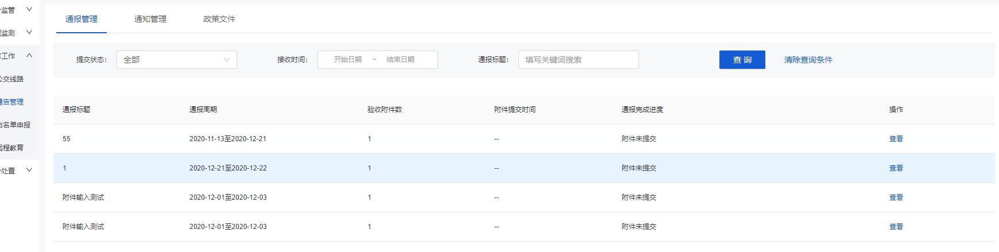 监管
监测
工作
公交线路
通告管理
白名单申报
远程教育
处置
通报管理 通知管理 政策文件
提交状态： 全部 接收时间： 开始日期 ~ 结束日期 通报标题： 填写关键词搜索 查 询 清除查询条件
通报标题 通报周期 验收附件数 附件提交时间 通报完成进度 操作
55 2020-11-13至2020-12-21 1 -- 附件未提交 查看
1 2020-12-21至2020-12-22 1 -- 附件未提交 查看
附件输入测试 2020-12-01至2020-12-03 1 -- 附件未提交 查看
附件输入测试 2020-12-01至2020-12-03 1 -- 附件未提交 查看